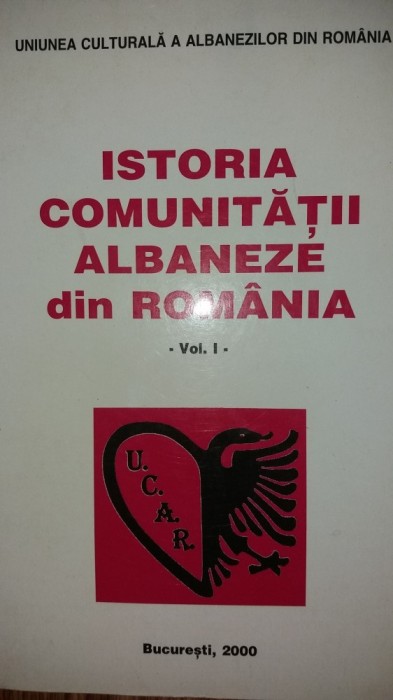 UNIUNEA CULTURALĂ A ALBANEZILOR DIN ROMÂNIA
ISTORIA
COMUNITĂȚII
ALBANEZE
din ROMÂNIA
- Vol. I -
U.C.A.R.
București, 2000